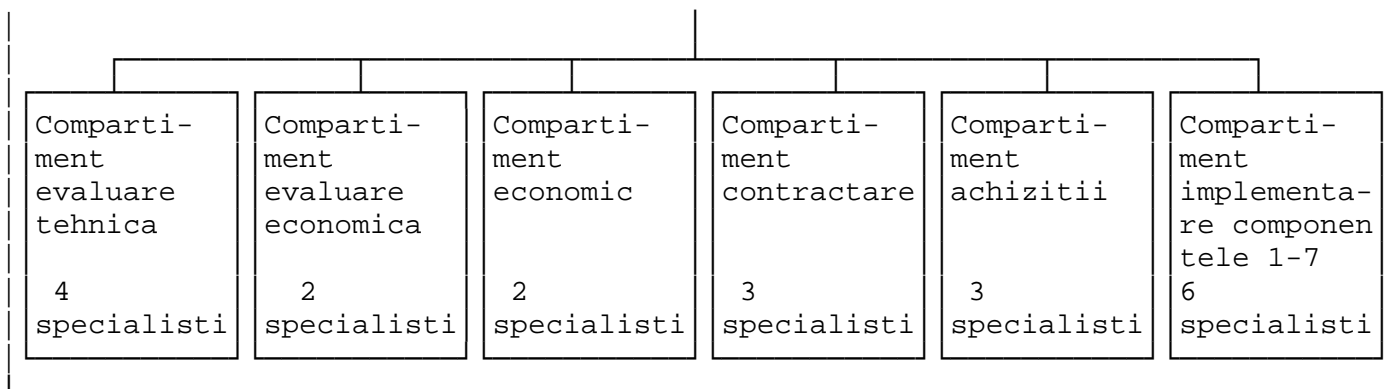 Comparti-
ment
evaluare
tehnica
4
specialisti
Comparti-
ment
evaluare
economica
2
specialisti
Comparti-
ment
economic
2
specialisti
Comparti-
ment
contractare
3
specialisti
Comparti-
ment
achizitii
3
specialisti
Comparti-
ment
implementa-
re componen
tele 1-7
6
specialisti